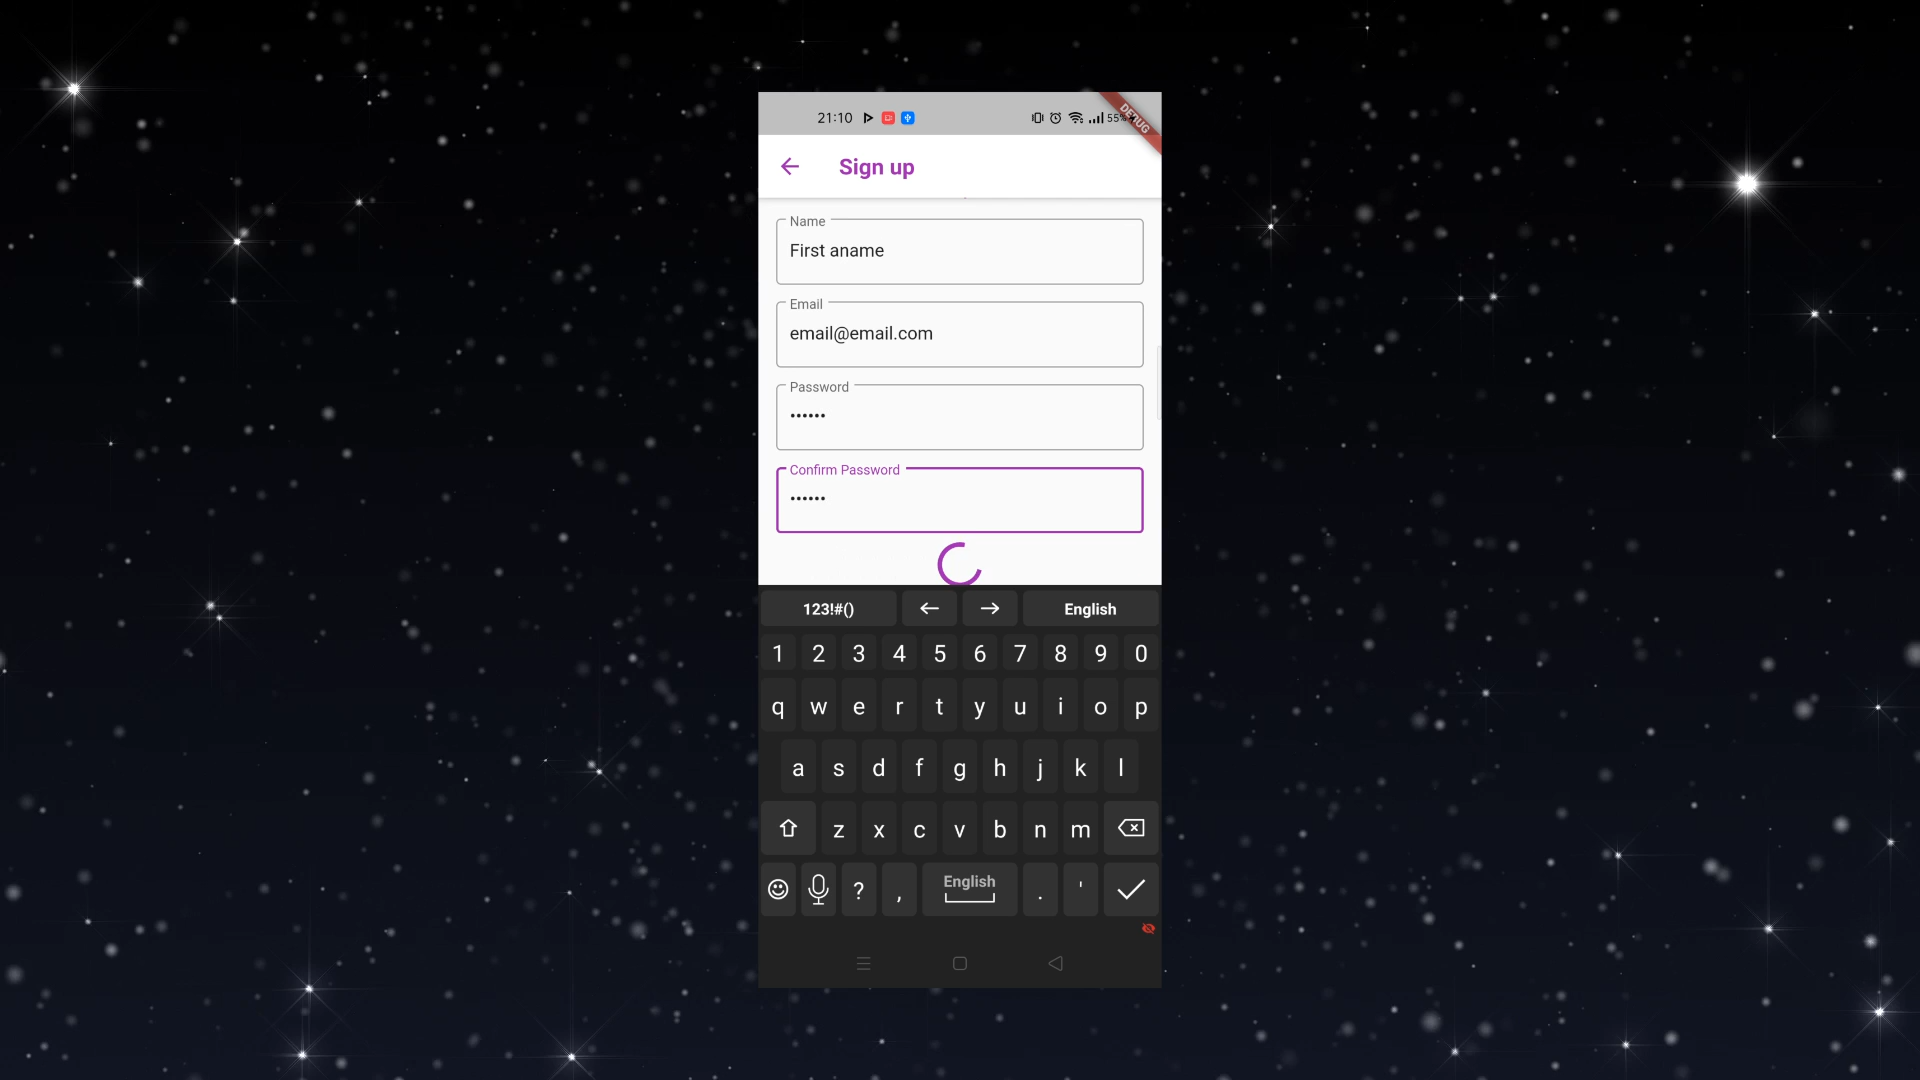 21:10
55%
DEBUG
Sign up
Name
First aname
Email
email@email.com
Password
••••••
Confirm Password
••••••
123!#() ← → English
1 2 3 4 5 6 7 8 9 0
q w e r t y u i o p
a s d f g h j k l
z x c v b n m
? , English . '